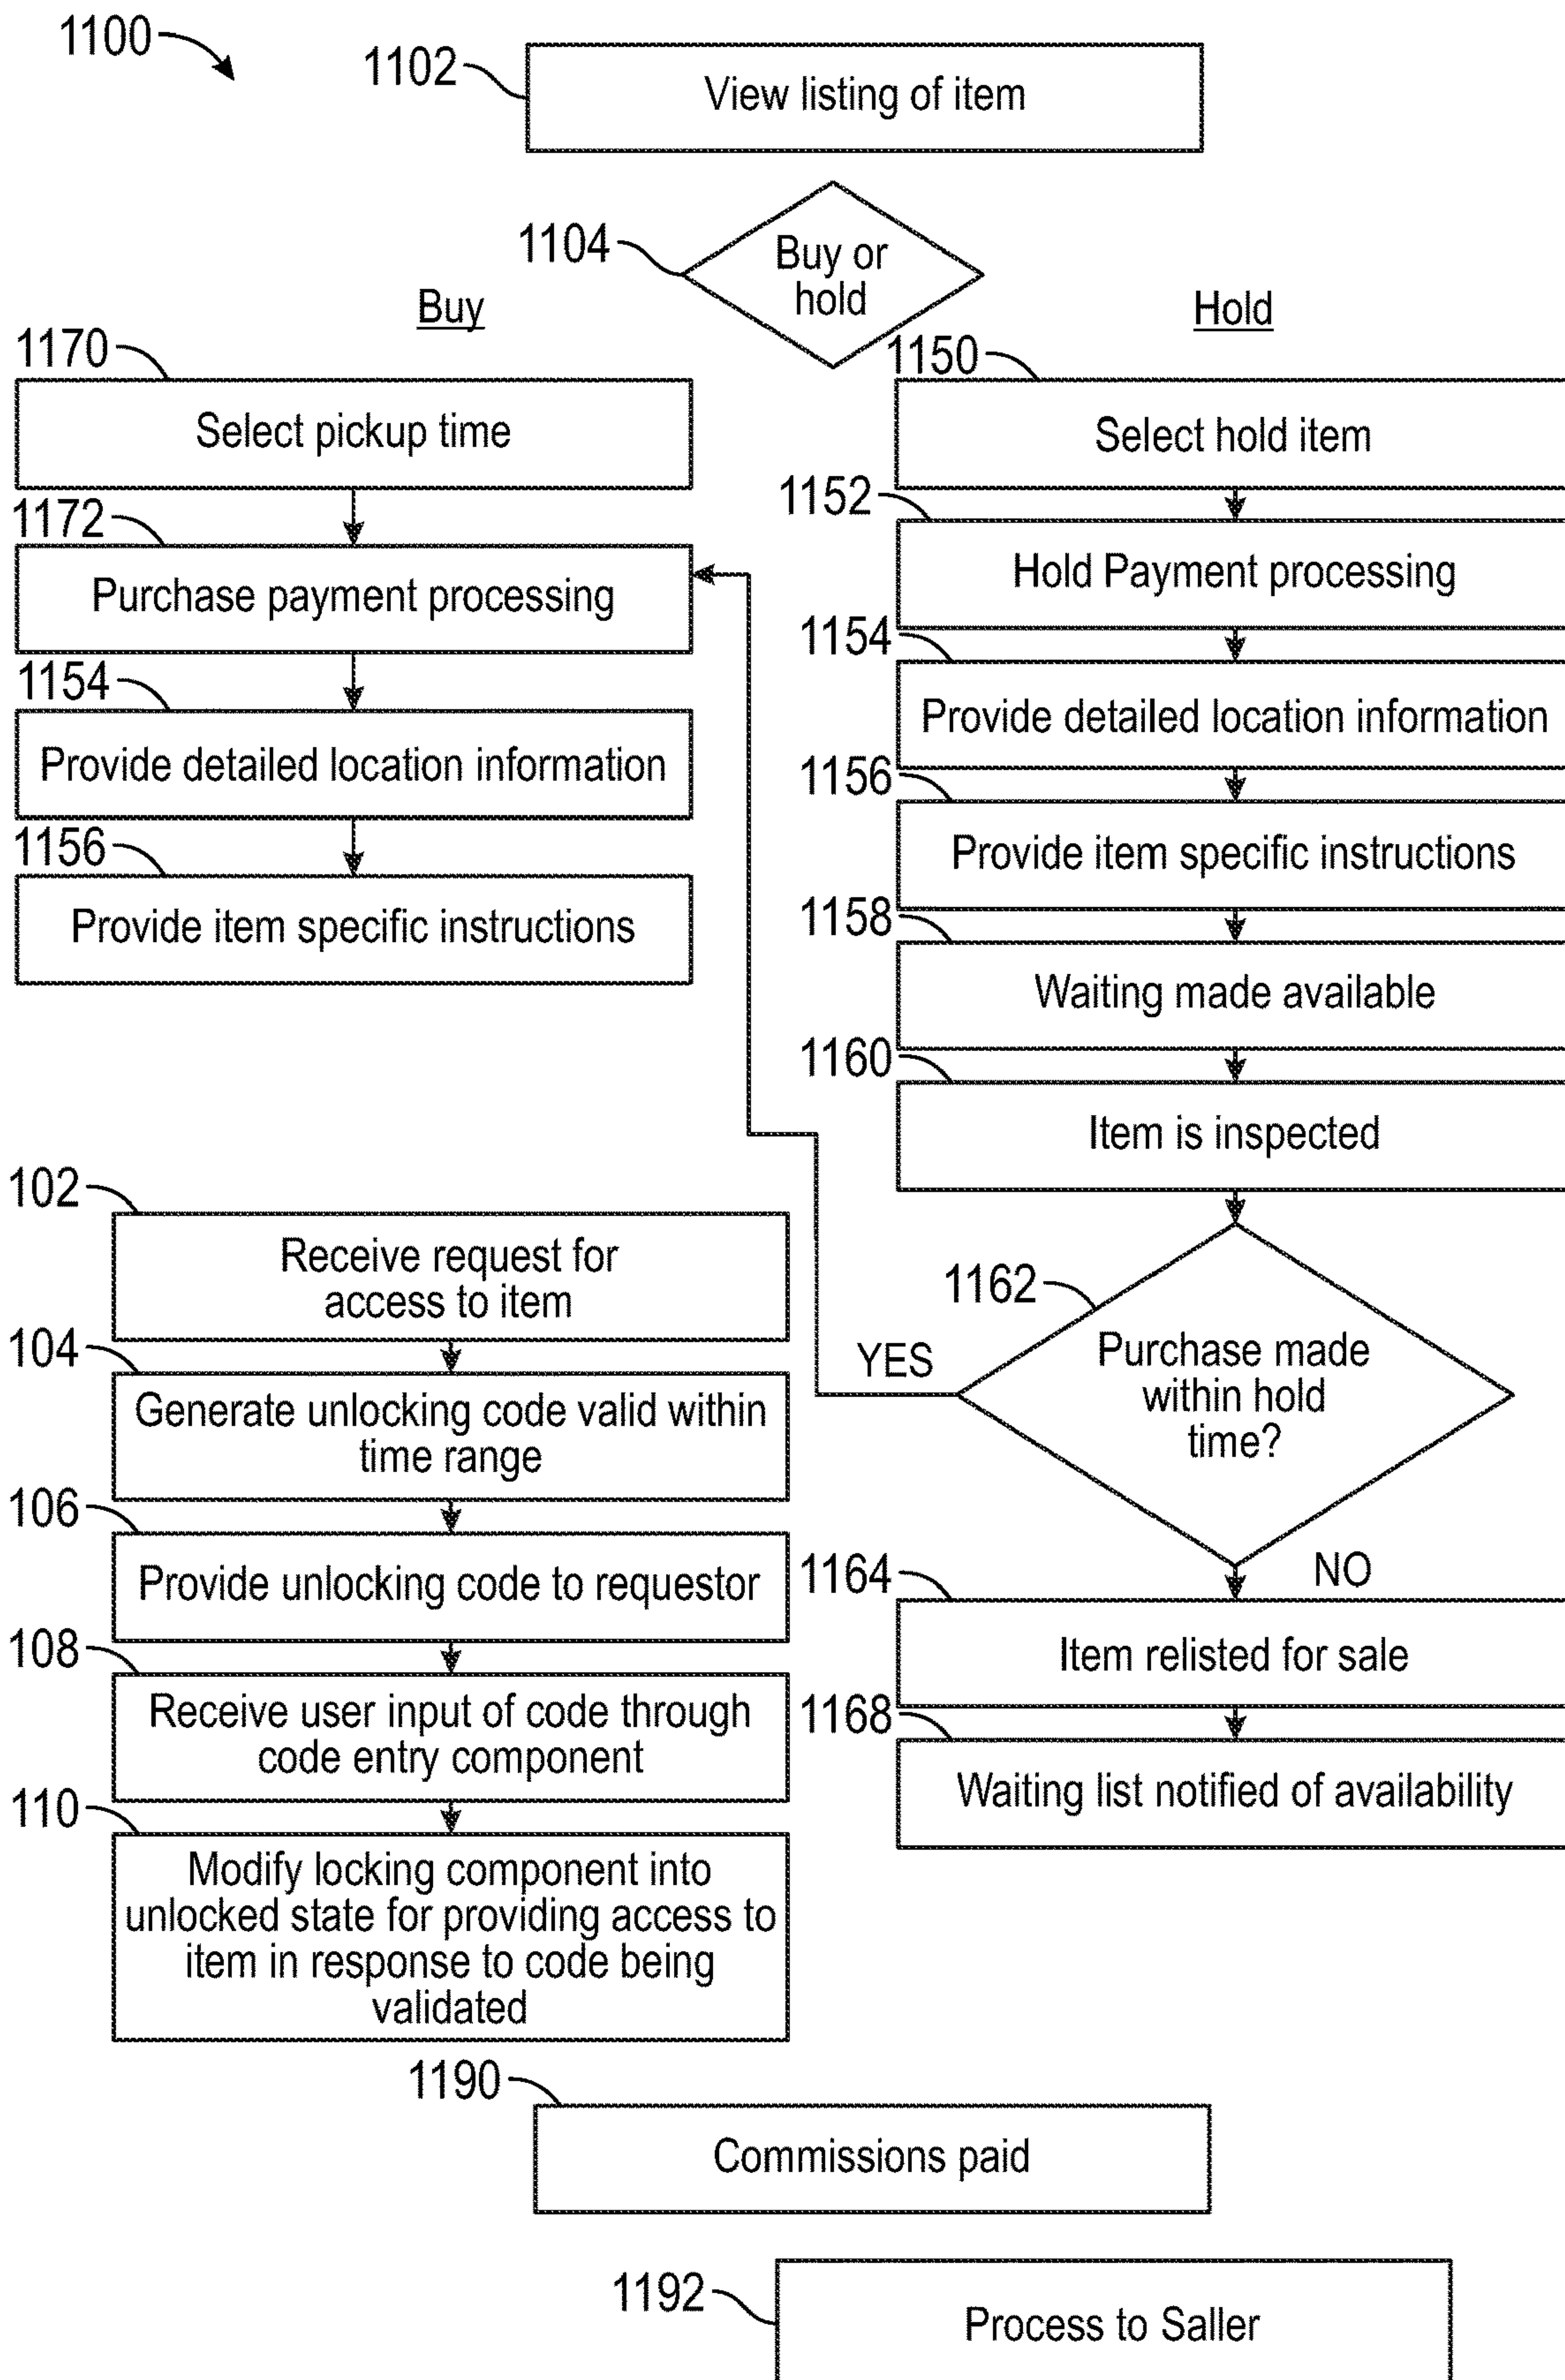 1100
1102
View listing of item
1104
Buy or
hold
Buy
Hold
1170
Select pickup time
1172
Purchase payment processing
1154
Provide detailed location information
1156
Provide item specific instructions
1150
Select hold item
1152
Hold Payment processing
1154
Provide detailed location information
1156
Provide item specific instructions
1158
Waiting made available
1160
Item is inspected
1162
Purchase made
within hold
time?
YES
NO
1164
Item relisted for sale
1168
Waiting list notified of availability
102
Receive request for
access to item
104
Generate unlocking code valid within
time range
106
Provide unlocking code to requestor
108
Receive user input of code through
code entry component
110
Modify locking component into
unlocked state for providing access to
item in response to code being
validated
1190
Commissions paid
1192
Process to Saller